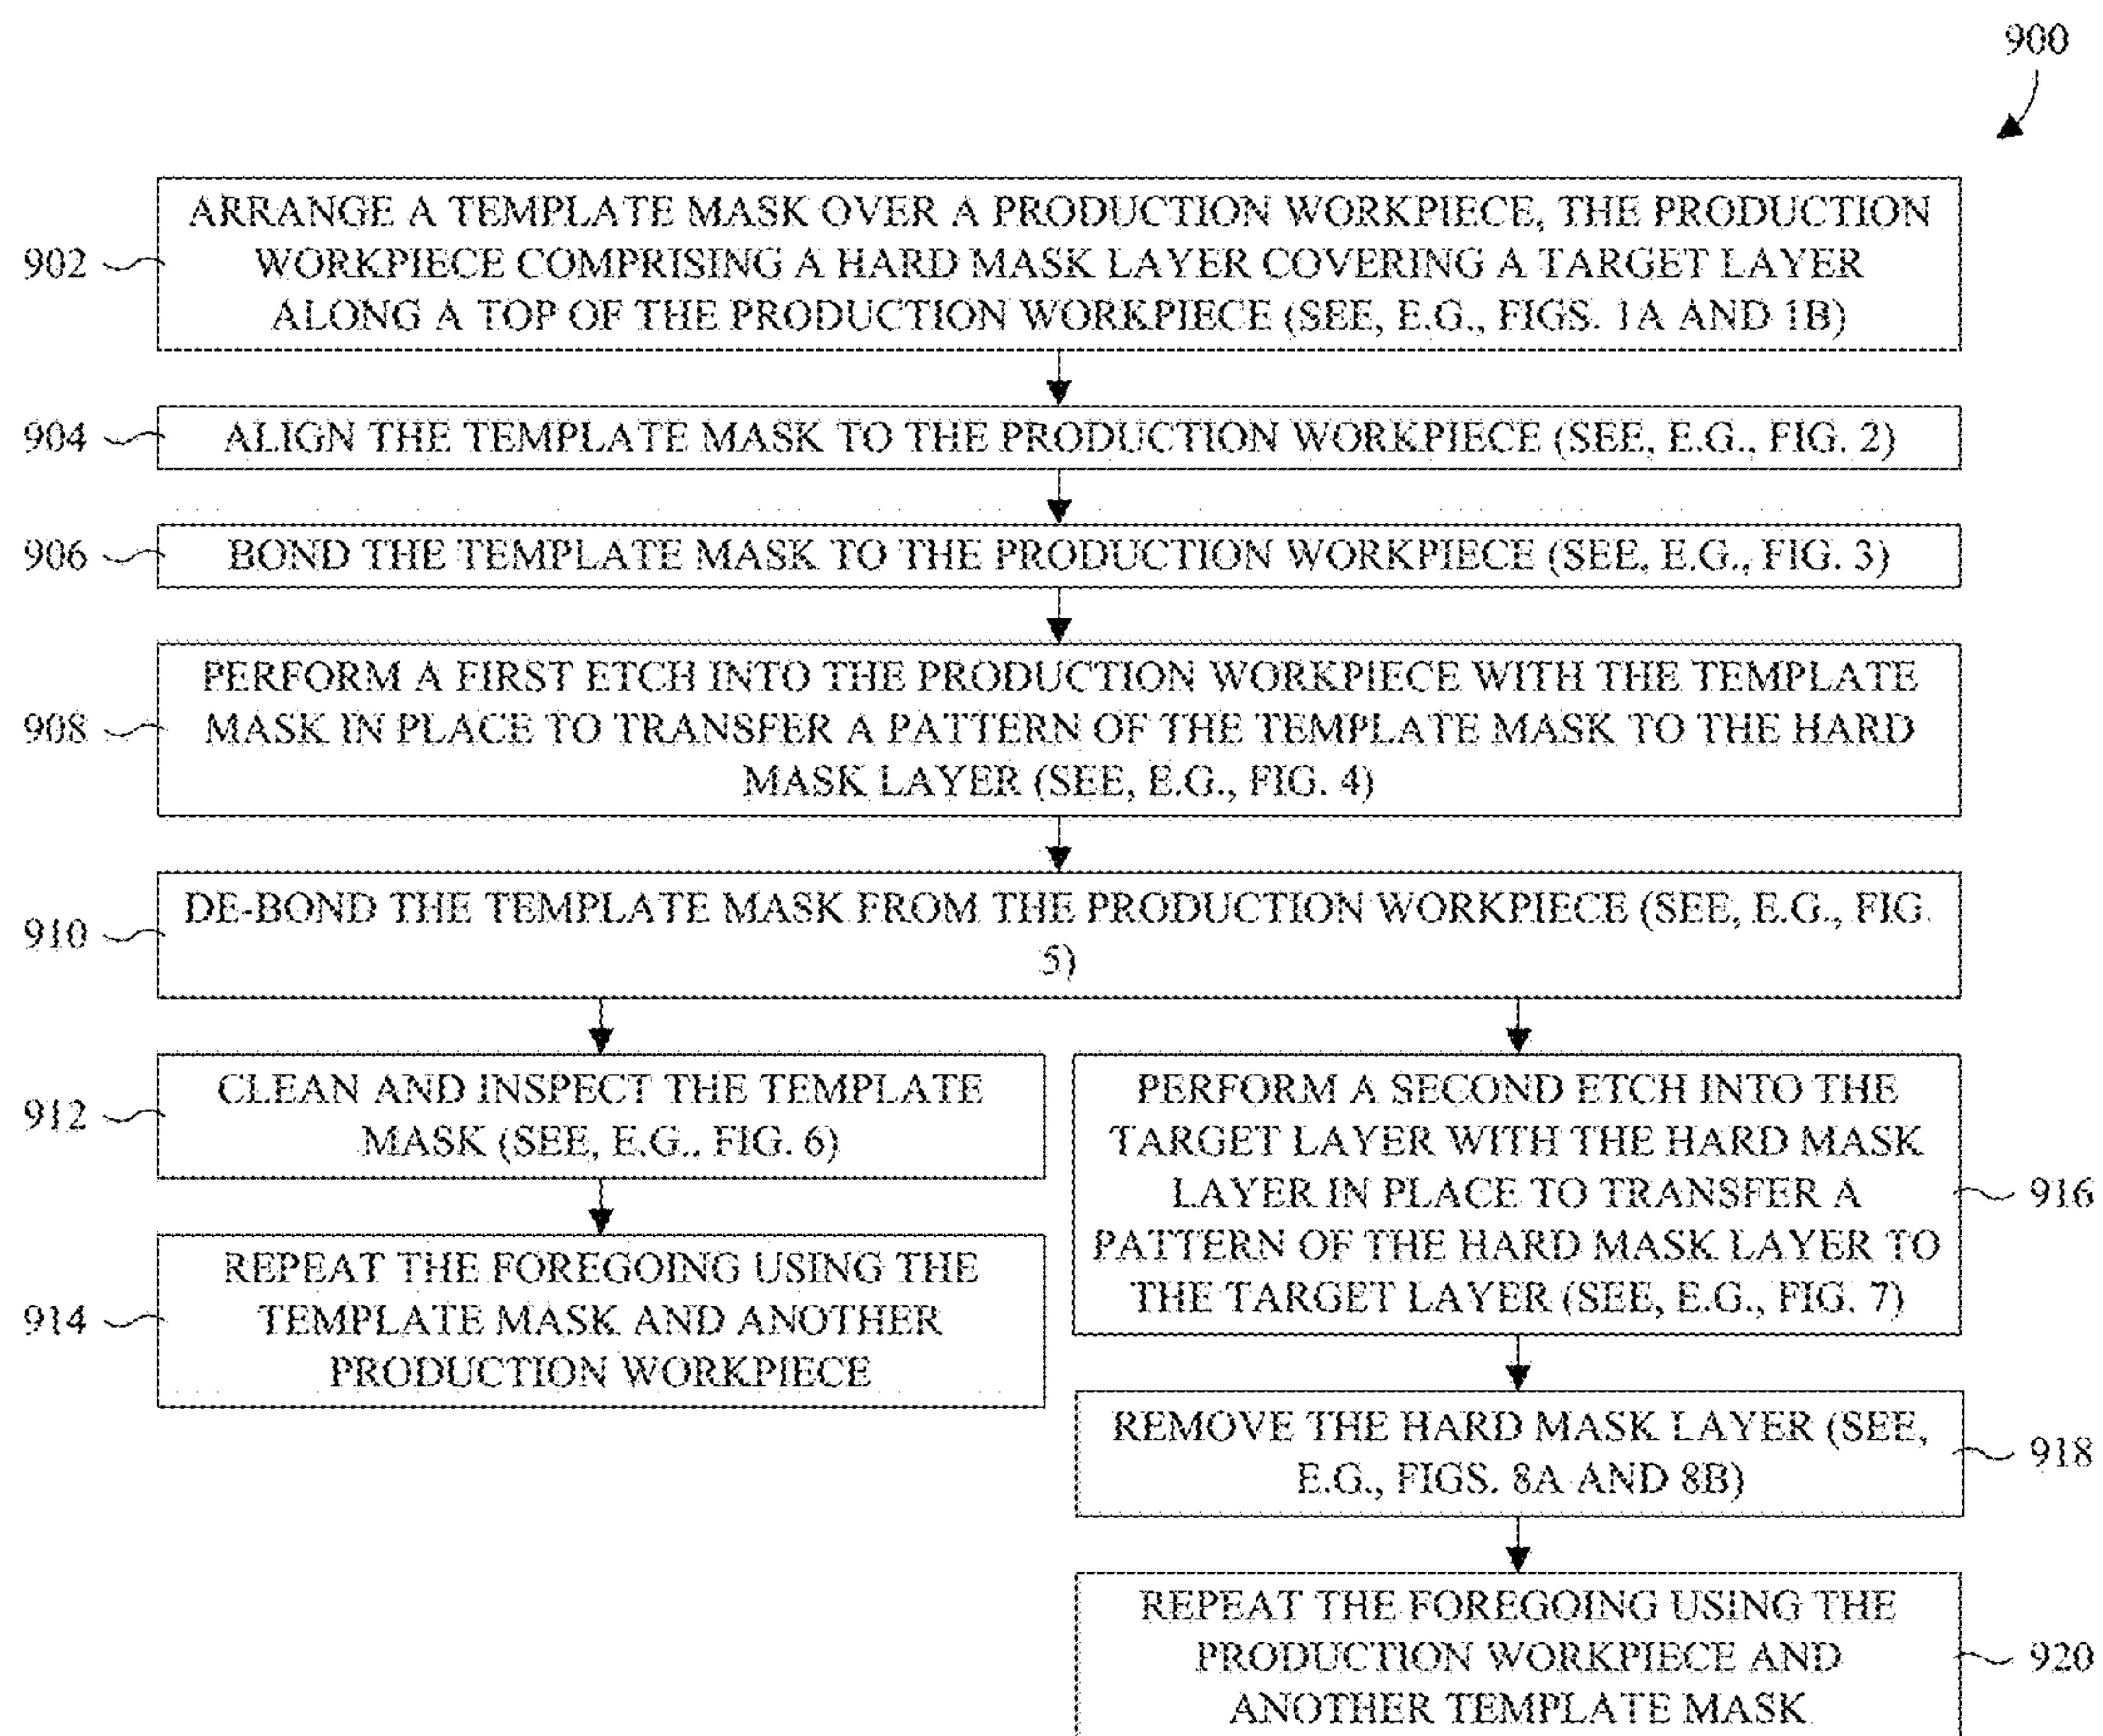 900
ARRANGE A TEMPLATE MASK OVER A PRODUCTION WORKPIECE, THE PRODUCTION
902
WORKPIECE COMPRISING A HARD MASK LAYER COVERING A TARGET LAYER
ALONG A TOP OF THE PRODUCTION WORKPIECE (SEE, E.G., FIGS. 1A AND 1B)
904
ALIGN THE TEMPLATE MASK TO THE PRODUCTION WORKPIECE (SEE, E.G., FIG. 2)
906
BOND THE TEMPLATE MASK TO THE PRODUCTION WORKPIECE (SEE, E.G., FIG. 3)
PERFORM A FIRST ETCH INTO THE PRODUCTION WORKPIECE WITH THE TEMPLATE
908
MASK IN PLACE TO TRANSFER A PATTERN OF THE TEMPLATE MASK TO THE HARD
MASK LAYER (SEE, E.G., FIG. 4)
910
DE-BOND THE TEMPLATE MASK FROM THE PRODUCTION WORKPIECE (SEE, E.G., FIG.
5)
912
CLEAN AND INSPECT THE TEMPLATE
MASK (SEE, E.G., FIG. 6)
914
REPEAT THE FOREGOING USING THE
TEMPLATE MASK AND ANOTHER
PRODUCTION WORKPIECE
PERFORM A SECOND ETCH INTO THE
TARGET LAYER WITH THE HARD MASK
LAYER IN PLACE TO TRANSFER A
916
PATTERN OF THE HARD MASK LAYER TO
THE TARGET LAYER (SEE, E.G., FIG. 7)
REMOVE THE HARD MASK LAYER (SEE,
E.G., FIGS. 8A AND 8B)
918
REPEAT THE FOREGOING USING THE
PRODUCTION WORKPIECE AND
920
ANOTHER TEMPLATE MASK